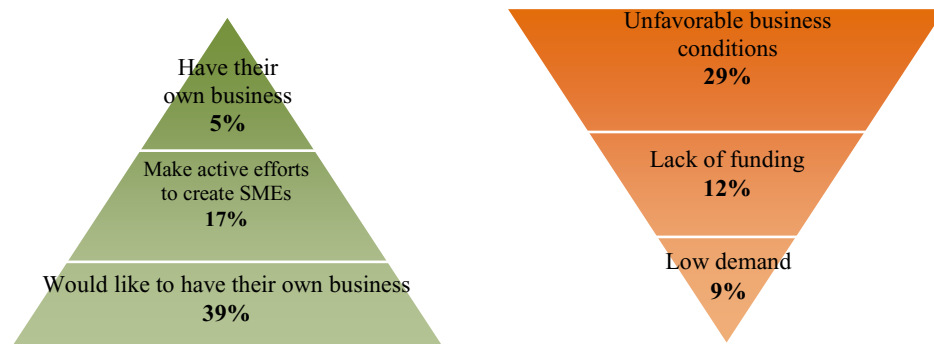 Have their
own business
5%
Make active efforts
to create SMEs
17%
Would like to have their own business
39%
Unfavorable business
conditions
29%
Lack of funding
12%
Low demand
9%